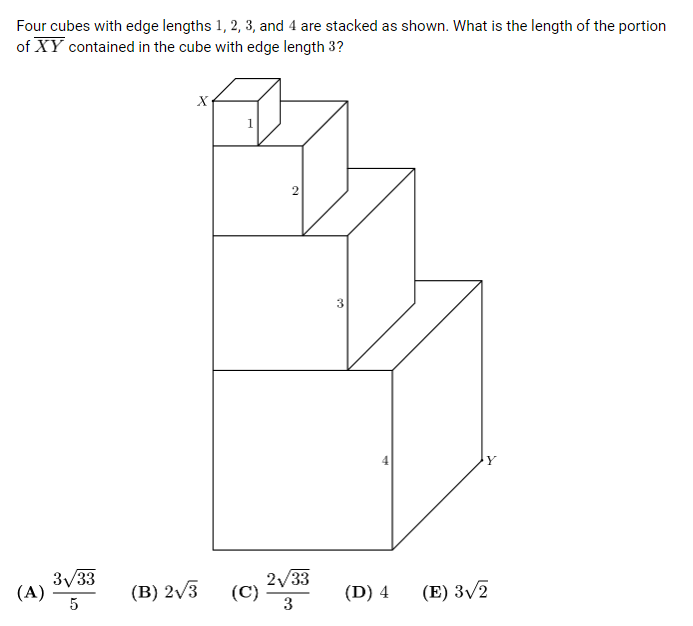 Four cubes with edge lengths 1, 2, 3, and 4 are stacked as shown. What is the length of the portion
of $\overline{XY}$ contained in the cube with edge length 3?
X
1
2
3
4
Y
(A) $\frac{3\sqrt{33}}{5}$ (B) $2\sqrt{3}$ (C) $\frac{2\sqrt{33}}{3}$ (D) 4 (E) $3\sqrt{2}$